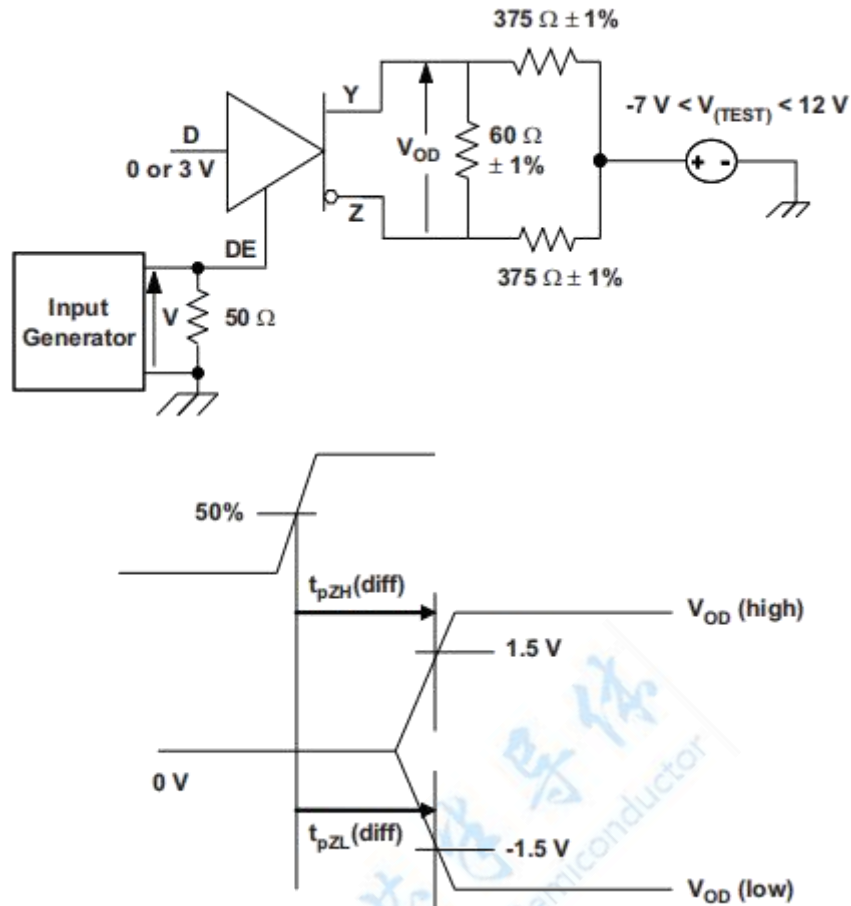 375 Ω ± 1%
Y
-7 V < V(TEST) < 12 V
D
0 or 3 V
VOD
60 Ω
± 1%
Z
DE
375 Ω ± 1%
Input
Generator
V
50 Ω
50%
tpZH(diff)
VOD (high)
1.5 V
0 V
tpZL(diff)
-1.5 V
VOD (low)